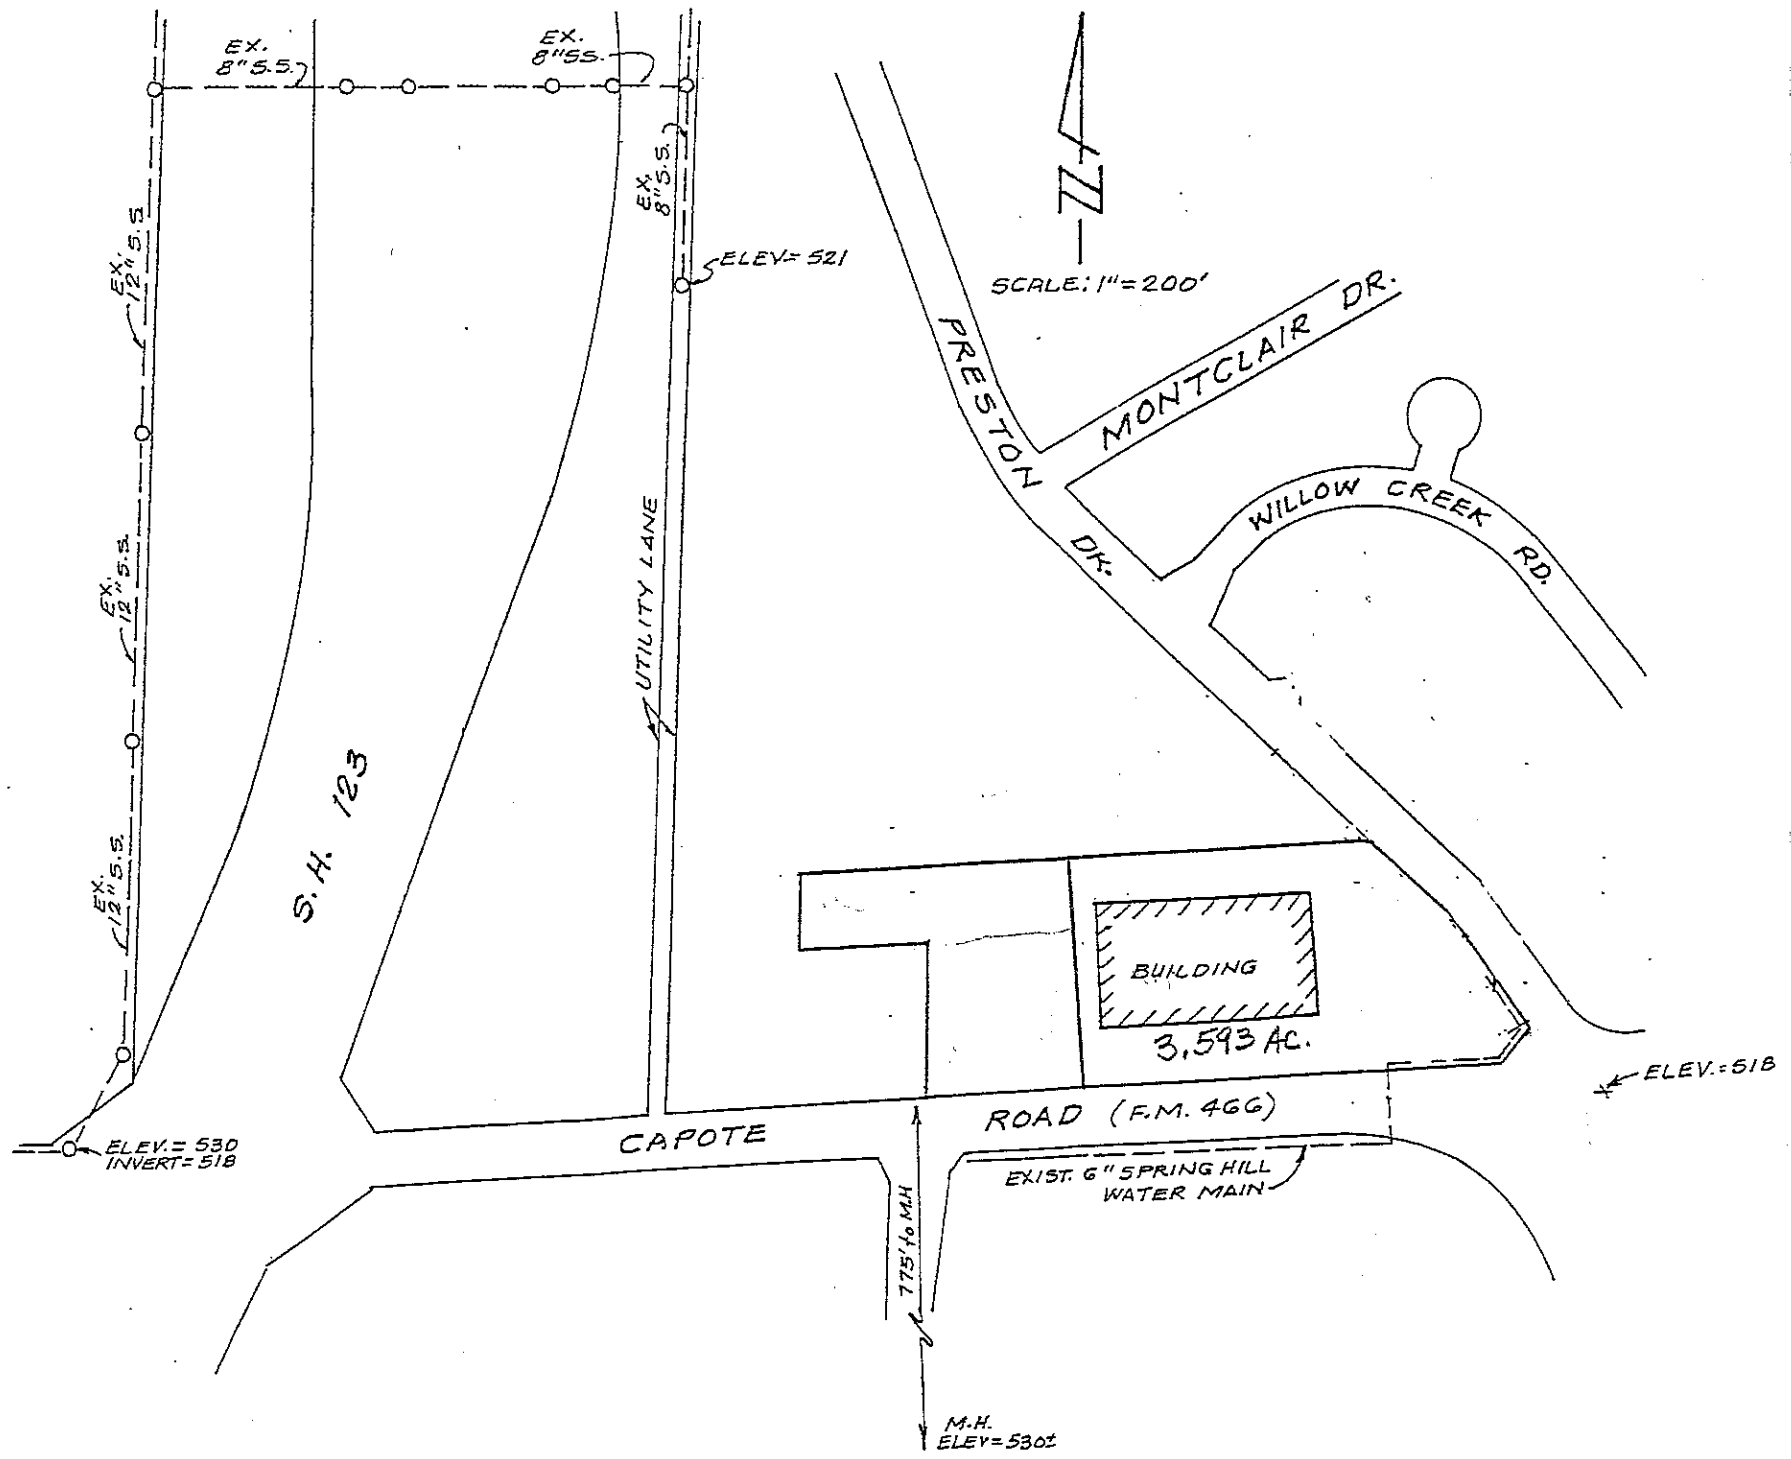 EX.
8" S.S.
EX.
8" SS.
EX.
8" S.S.
ELEV= 521
Z
SCALE: 1"=200'
EX.
12" S.S.
EX.
12" S.S.
EX.
12" S.S.
PRESTON DR.
MONTCLAIR DR.
WILLOW CREEK RD.
UTILITY LANE
S.H. 123
BUILDING
3.593 AC.
ELEV.=518
ELEV.= 530
INVERT=518
CAPOTE ROAD (F.M. 466)
EXIST. 6" SPRING HILL
WATER MAIN
775' to M.H
M.H.
ELEV=530±